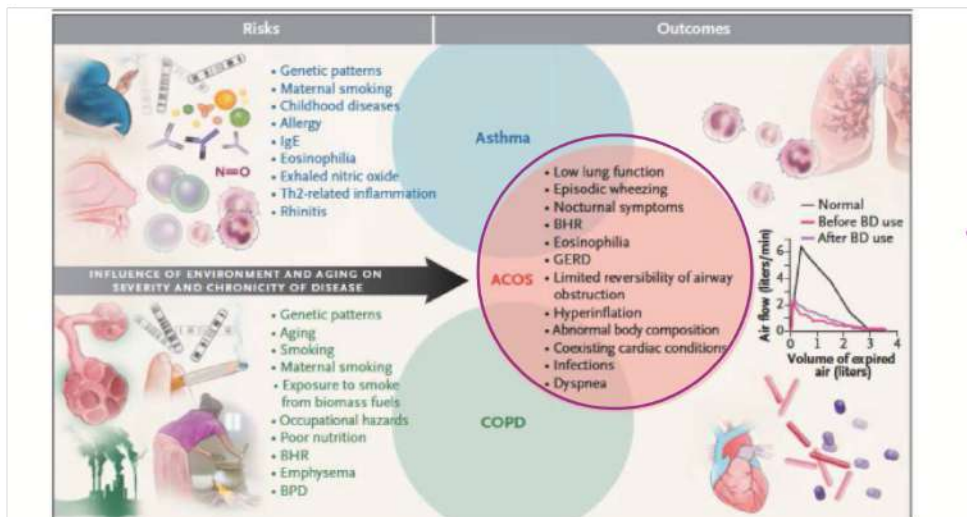 Risks
Outcomes
• Genetic patterns
• Maternal smoking
• Childhood diseases
• Allergy
• IgE
• Eosinophilia
• Exhaled nitric oxide
• Th2-related inflammation
• Rhinitis
N=O
Asthma
INFLUENCE OF ENVIRONMENT AND AGING ON
SEVERITY AND CHRONICITY OF DISEASE
ACOS
• Low lung function
• Episodic wheezing
• Nocturnal symptoms
• BHR
• Eosinophilia
• GERD
• Limited reversibility of airway
obstruction
• Hyperinflation
• Abnormal body composition
• Coexisting cardiac conditions
• Infections
• Dyspnea
Normal
Before BD use
After BD use
Air flow (liters/min)
6
4
2
0
0 1 2 3 4
Volume of expired
air (liters)
• Genetic patterns
• Aging
• Smoking
• Maternal smoking
• Exposure to smoke
from biomass fuels
• Occupational hazards
• Poor nutrition
• BHR
• Emphysema
• BPD
COPD